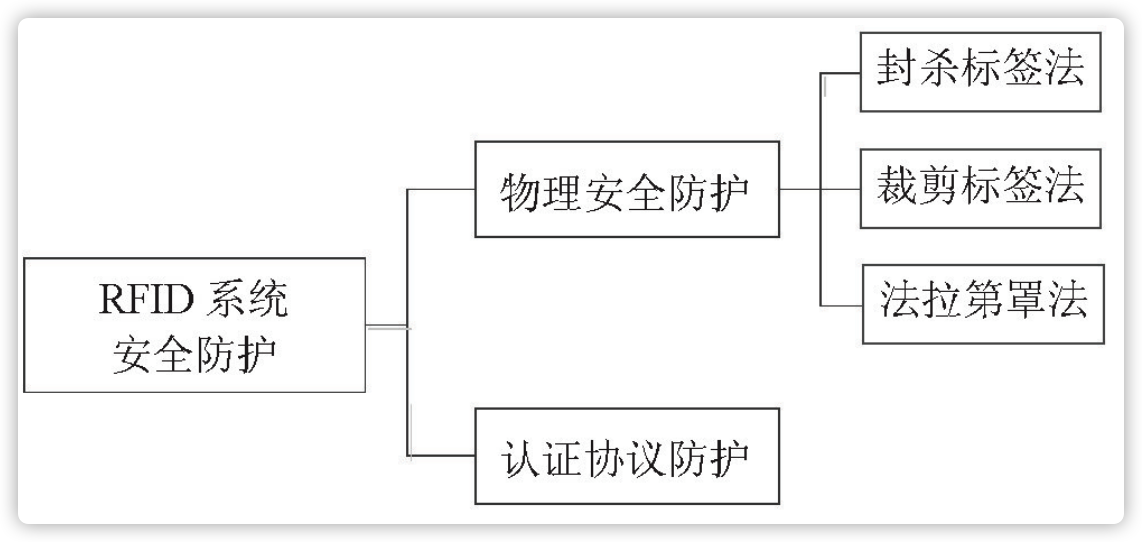 RFID 系统
安全防护
物理安全防护
认证协议防护
封杀标签法
裁剪标签法
法拉第罩法